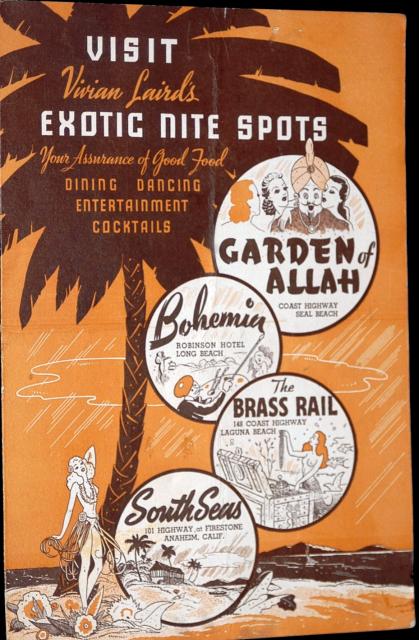 VISIT
Vivian Laird's
EXOTIC NITE SPOTS
Your Assurance of Good Food
DINING DANCING
ENTERTAINMENT
COCKTAILS
GARDEN of
ALLAH
COAST HIGHWAY
SEAL BEACH
Bohemia
ROBINSON HOTEL
LONG BEACH
The
BRASS RAIL
148 COAST HIGHWAY
LAGUNA BEACH
South Seas
101 HIGHWAY at FIRESTONE
ANAHEIM, CALIF.